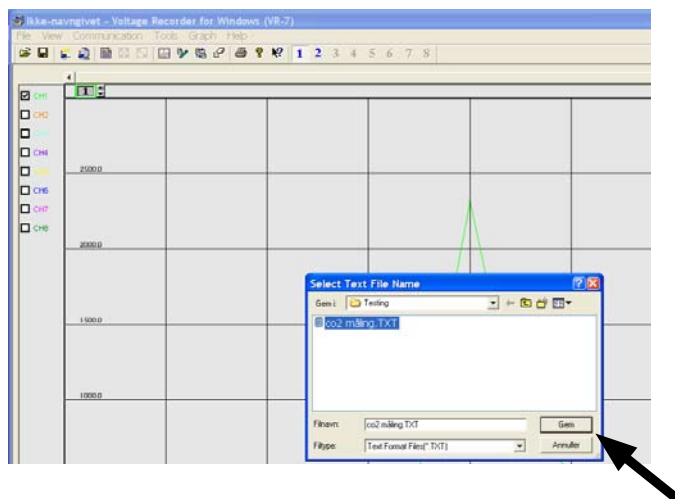 Ikke-navngivet - Voltage Recorder for Windows (VR-7)
File View Communication Tools Graph Help
1 2 3 4 5 6 7 8
1
CH1
CH2
CH4
CH6
CH7
CH8
2500.0
2000.0
1500.0
1000.0
Select Text File Name
Gem i: Testing
co2 måling.TXT
Filnavn: co2 måling.TXT Gem
Filtype: Text Format Files(*.TXT) Annuller